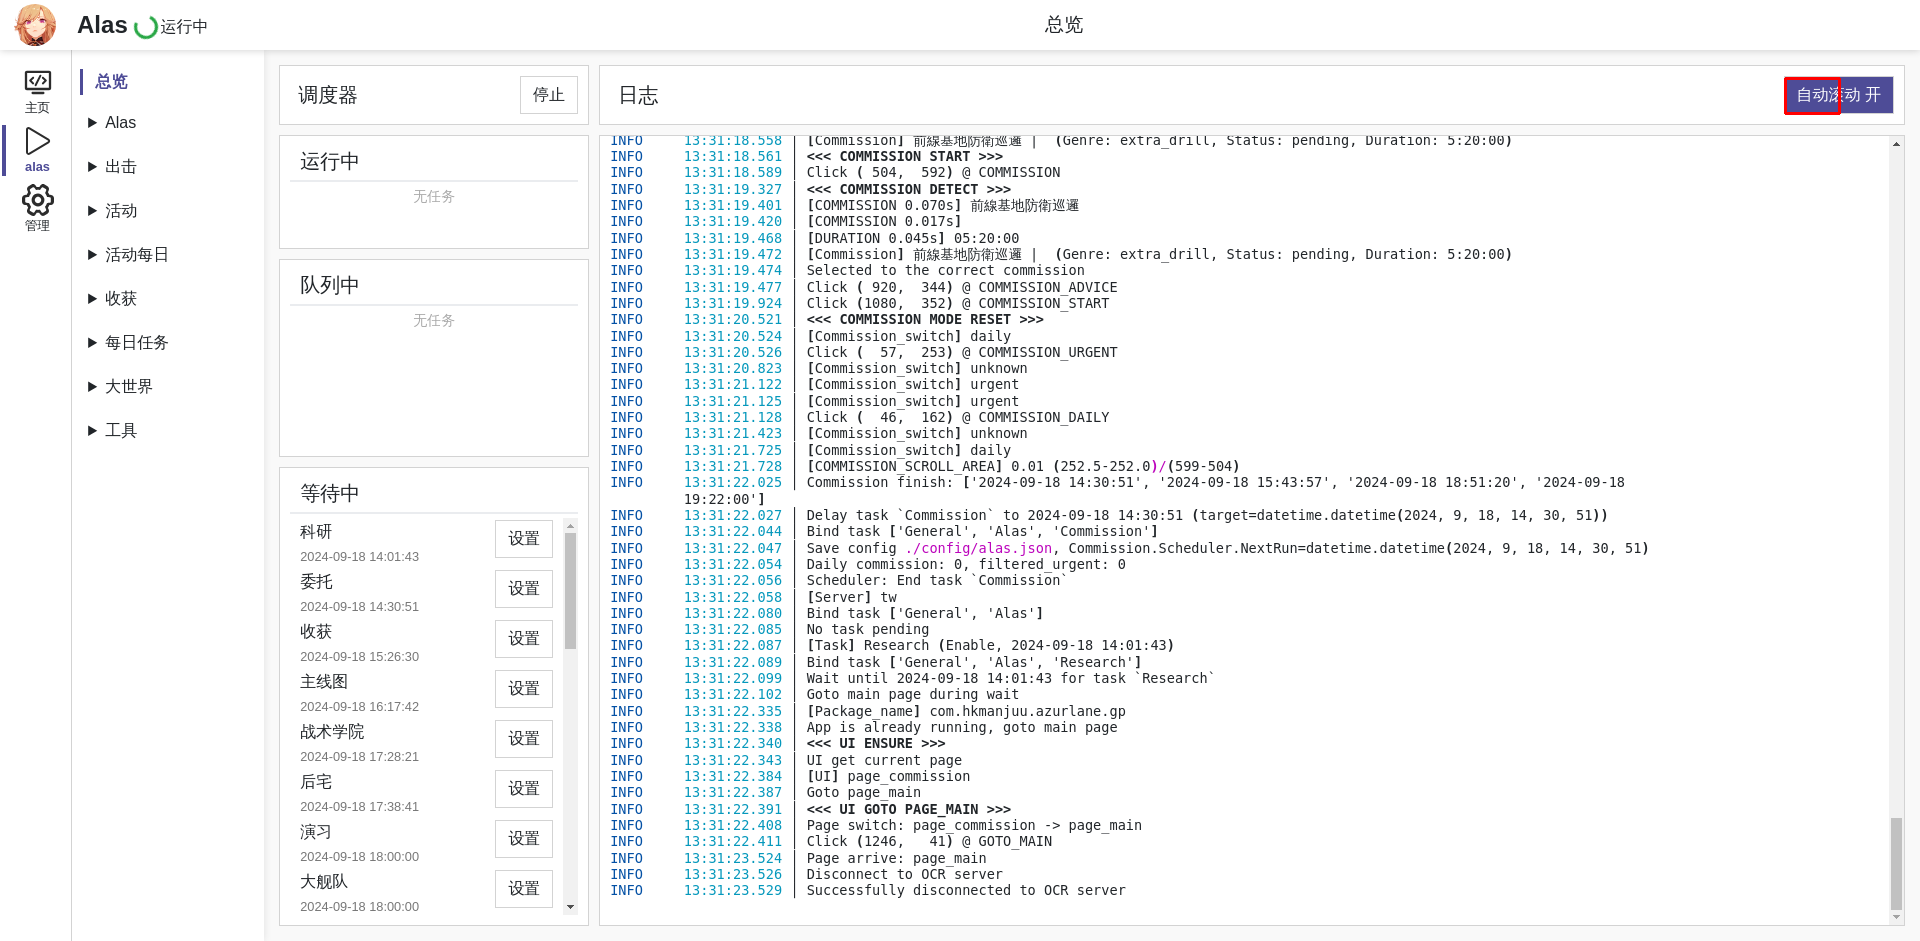 Alas 运行中
总览
主页
alas
管理
总览
Alas
出击
活动
活动每日
收获
每日任务
大世界
工具
调度器
停止
运行中
无任务
队列中
无任务
等待中
科研
2024-09-18 14:01:43
设置
委托
2024-09-18 14:30:51
设置
收获
2024-09-18 15:26:30
设置
主线图
2024-09-18 16:17:42
设置
战术学院
2024-09-18 17:28:21
设置
后宅
2024-09-18 17:38:41
设置
演习
2024-09-18 18:00:00
设置
大舰队
2024-09-18 18:00:00
设置
日志
自动滚动 开
INFO 13:31:18.558 | [Commission] 前線基地防衛巡邏 | (Genre: extra_drill, Status: pending, Duration: 5:20:00)
INFO 13:31:18.561 | <<< COMMISSION START >>>
INFO 13:31:18.589 | Click ( 504, 592) @ COMMISSION
INFO 13:31:19.327 | <<< COMMISSION DETECT >>>
INFO 13:31:19.401 | [COMMISSION 0.070s] 前線基地防衛巡邏
INFO 13:31:19.420 | [COMMISSION 0.017s]
INFO 13:31:19.468 | [DURATION 0.045s] 05:20:00
INFO 13:31:19.472 | [Commission] 前線基地防衛巡邏 | (Genre: extra_drill, Status: pending, Duration: 5:20:00)
INFO 13:31:19.474 | Selected to the correct commission
INFO 13:31:19.477 | Click ( 920, 344) @ COMMISSION_ADVICE
INFO 13:31:19.924 | Click (1080, 352) @ COMMISSION_START
INFO 13:31:20.521 | <<< COMMISSION MODE RESET >>>
INFO 13:31:20.524 | [Commission_switch] daily
INFO 13:31:20.526 | Click ( 57, 253) @ COMMISSION_URGENT
INFO 13:31:20.823 | [Commission_switch] unknown
INFO 13:31:21.122 | [Commission_switch] urgent
INFO 13:31:21.125 | [Commission_switch] urgent
INFO 13:31:21.128 | Click ( 46, 162) @ COMMISSION_DAILY
INFO 13:31:21.423 | [Commission_switch] unknown
INFO 13:31:21.725 | [Commission_switch] daily
INFO 13:31:21.728 | [COMMISSION_SCROLL_AREA] 0.01 (252.5-252.0)/(599-504)
INFO 13:31:22.025 | Commission finish: ['2024-09-18 14:30:51', '2024-09-18 15:43:57', '2024-09-18 18:51:20', '2024-09-18
19:22:00']
INFO 13:31:22.027 | Delay task `Commission` to 2024-09-18 14:30:51 (target=datetime.datetime(2024, 9, 18, 14, 30, 51))
INFO 13:31:22.044 | Bind task ['General', 'Alas', 'Commission']
INFO 13:31:22.047 | Save config ./config/alas.json, Commission.Scheduler.NextRun=datetime.datetime(2024, 9, 18, 14, 30, 51)
INFO 13:31:22.054 | Daily commission: 0, filtered_urgent: 0
INFO 13:31:22.056 | Scheduler: End task `Commission`
INFO 13:31:22.058 | [Server] tw
INFO 13:31:22.080 | Bind task ['General', 'Alas']
INFO 13:31:22.085 | No task pending
INFO 13:31:22.087 | [Task] Research (Enable, 2024-09-18 14:01:43)
INFO 13:31:22.089 | Bind task ['General', 'Alas', 'Research']
INFO 13:31:22.099 | Wait until 2024-09-18 14:01:43 for task `Research`
INFO 13:31:22.102 | Goto main page during wait
INFO 13:31:22.335 | [Package_name] com.hkmanjuu.azurlane.gp
INFO 13:31:22.338 | App is already running, goto main page
INFO 13:31:22.340 | <<< UI ENSURE >>>
INFO 13:31:22.343 | UI get current page
INFO 13:31:22.384 | [UI] page_commission
INFO 13:31:22.387 | Goto page_main
INFO 13:31:22.391 | <<< UI GOTO PAGE_MAIN >>>
INFO 13:31:22.408 | Page switch: page_commission -> page_main
INFO 13:31:22.411 | Click (1246, 41) @ GOTO_MAIN
INFO 13:31:23.524 | Page arrive: page_main
INFO 13:31:23.526 | Disconnect to OCR server
INFO 13:31:23.529 | Successfully disconnected to OCR server